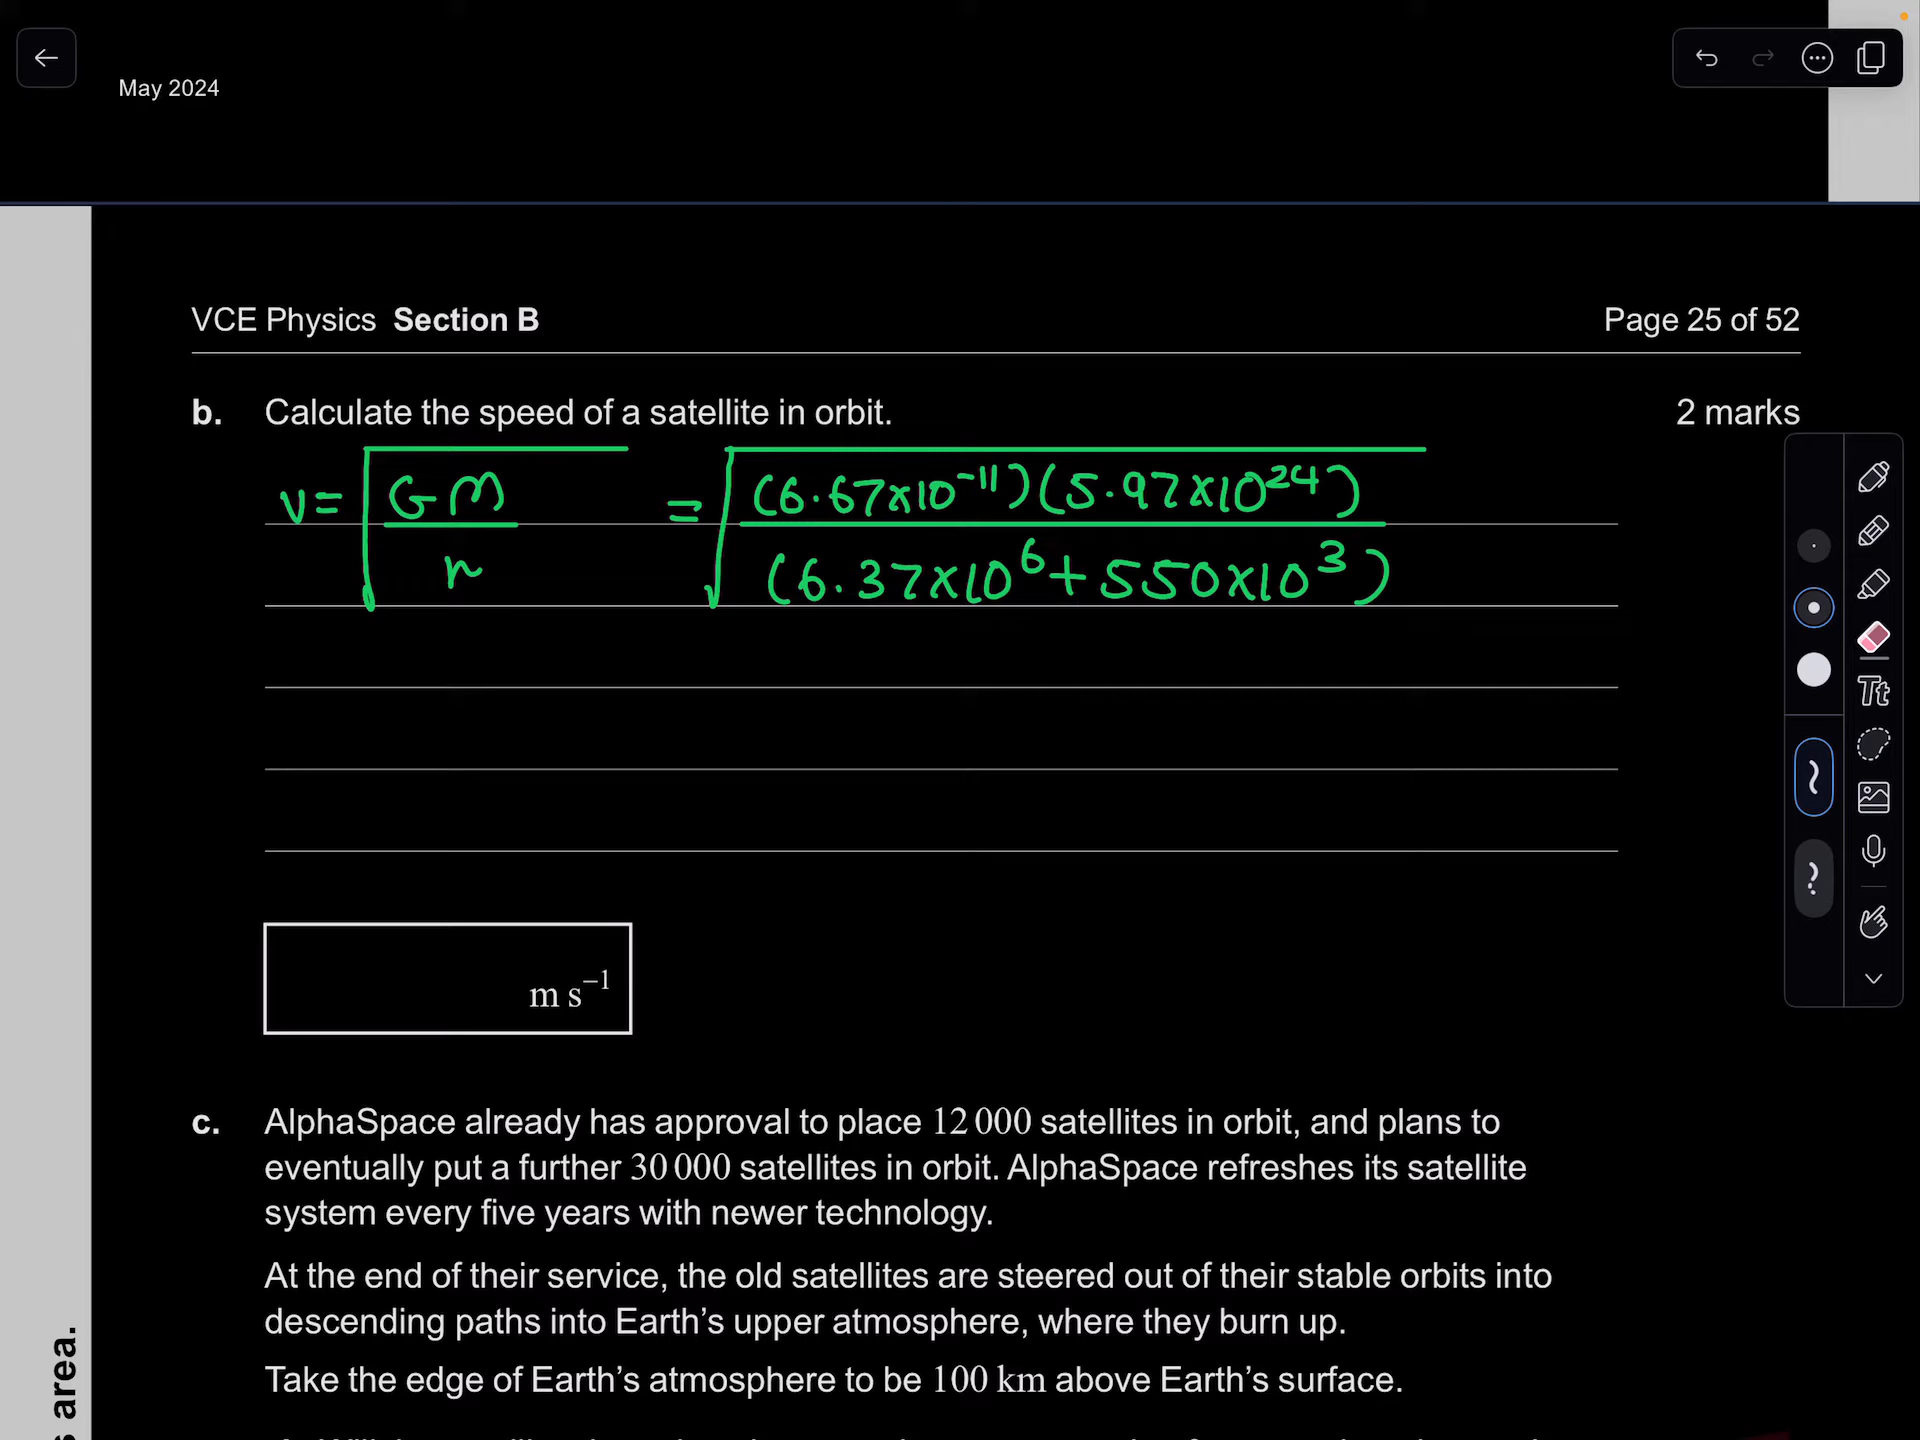 May 2024
VCE Physics Section B
Page 25 of 52
b. Calculate the speed of a satellite in orbit.
2 marks
v = √(GM / r) = √((6.67×10⁻¹¹)(5.97×10²⁴) / (6.37×10⁶ + 550×10³))
Tt
m s⁻¹
c. AlphaSpace already has approval to place 12 000 satellites in orbit, and plans to
eventually put a further 30 000 satellites in orbit. AlphaSpace refreshes its satellite
system every five years with newer technology.
At the end of their service, the old satellites are steered out of their stable orbits into
descending paths into Earth’s upper atmosphere, where they burn up.
Take the edge of Earth’s atmosphere to be 100 km above Earth’s surface.
area.